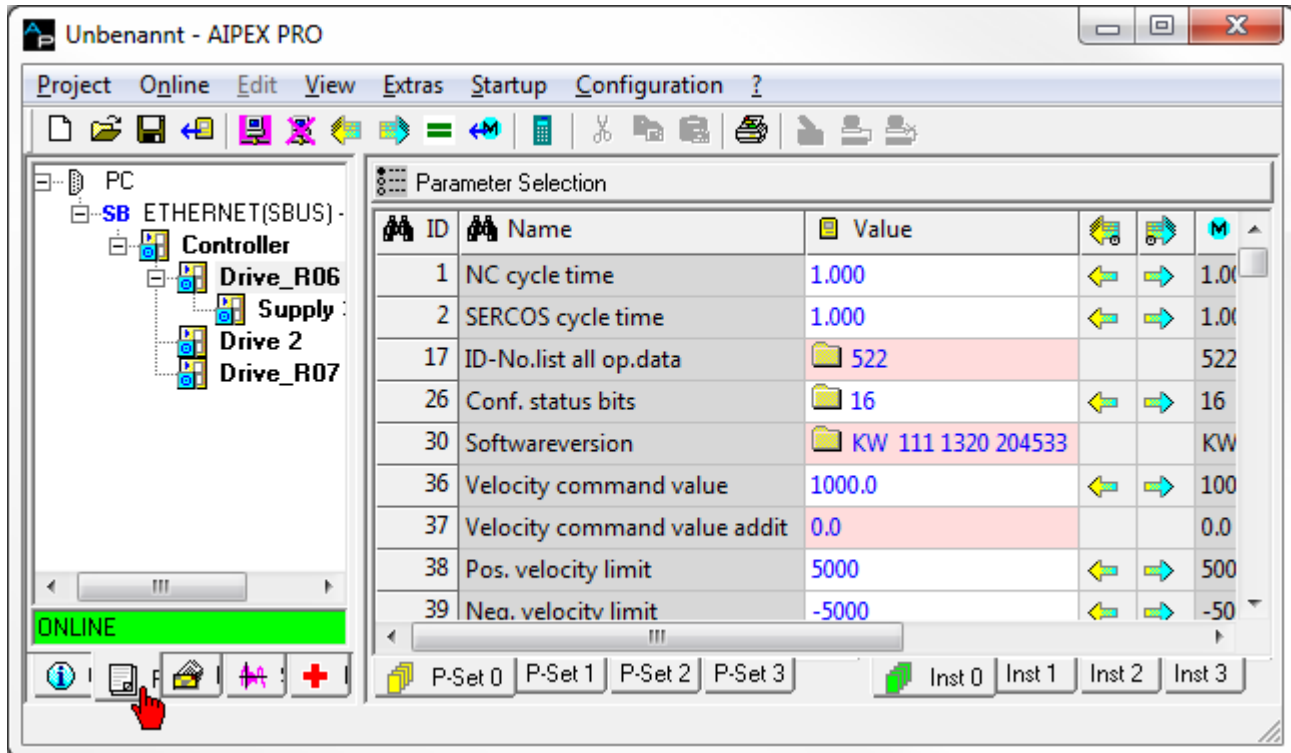 Unbenannt - AIPEX PRO
Project Online Edit View Extras Startup Configuration ?
PC
SB ETHERNET(SBUS) -
Controller
Drive_R06
Supply
Drive 2
Drive_R07
ONLINE
Parameter Selection
ID Name Value M
1 NC cycle time 1.000 1.00
2 SERCOS cycle time 1.000 1.00
17 ID-No.list all op.data 522 522
26 Conf. status bits 16 16
30 Softwareversion KW 111 1320 204533 KW
36 Velocity command value 1000.0 100
37 Velocity command value addit 0.0 0.0
38 Pos. velocity limit 5000 500
39 Neg. velocity limit -5000 -50
P-Set 0 P-Set 1 P-Set 2 P-Set 3 Inst 0 Inst 1 Inst 2 Inst 3